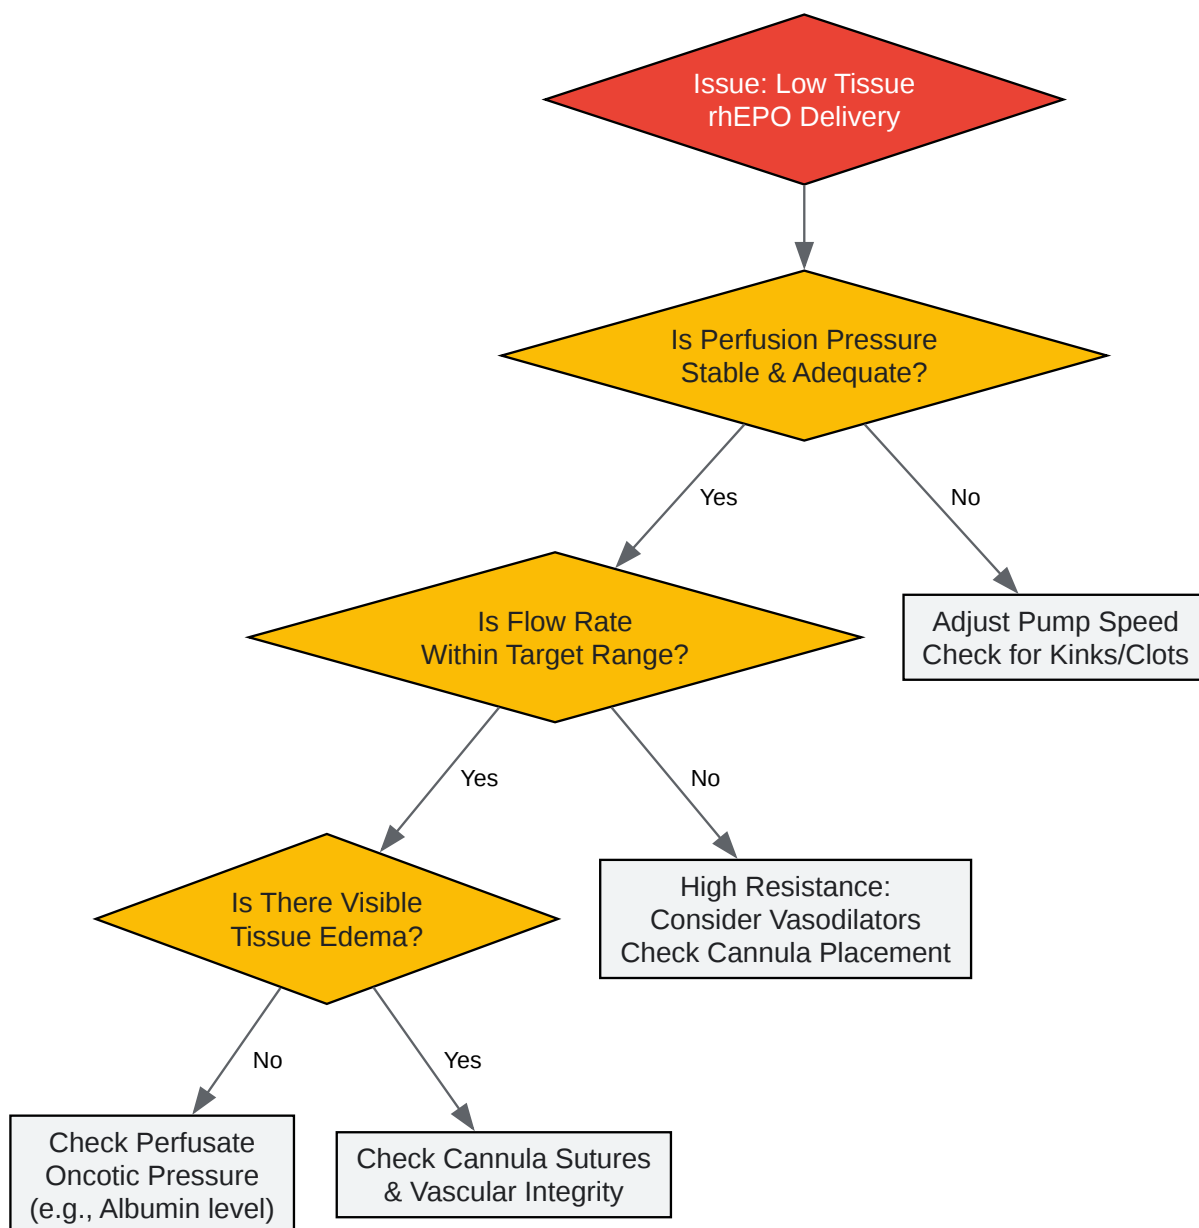 Issue: Low Tissue
rhEPO Delivery
Is Perfusion Pressure
Stable & Adequate?
Yes
No
Is Flow Rate
Within Target Range?
Adjust Pump Speed
Check for Kinks/Clots
Yes
No
Is There Visible
Tissue Edema?
High Resistance:
Consider Vasodilators
Check Cannula Placement
No
Yes
Check Perfusate
Oncotic Pressure
(e.g., Albumin level)
Check Cannula Sutures
& Vascular Integrity